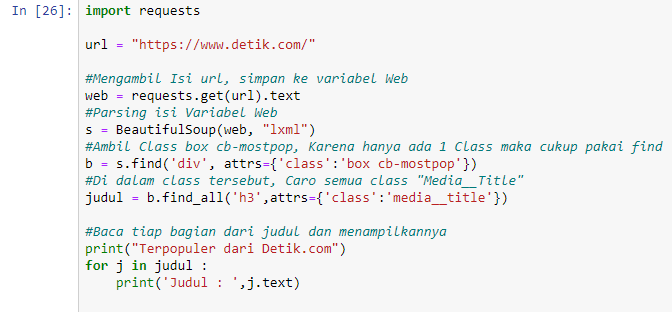 In [26]: import requests
url = "https://www.detik.com/"
#Mengambil Isi url, simpan ke variabel Web
web = requests.get(url).text
#Parsing isi Variabel Web
s = BeautifulSoup(web, "lxml")
#Ambil Class box cb-mostpop, Karena hanya ada 1 Class maka cukup pakai find
b = s.find('div', attrs={'class':'box cb-mostpop'})
#Di dalam class tersebut, Caro semua class "Media__Title"
judul = b.find_all('h3',attrs={'class':'media__title'})
#Baca tiap bagian dari judul dan menampilkannya
print("Terpopuler dari Detik.com")
for j in judul :
    print('Judul : ',j.text)